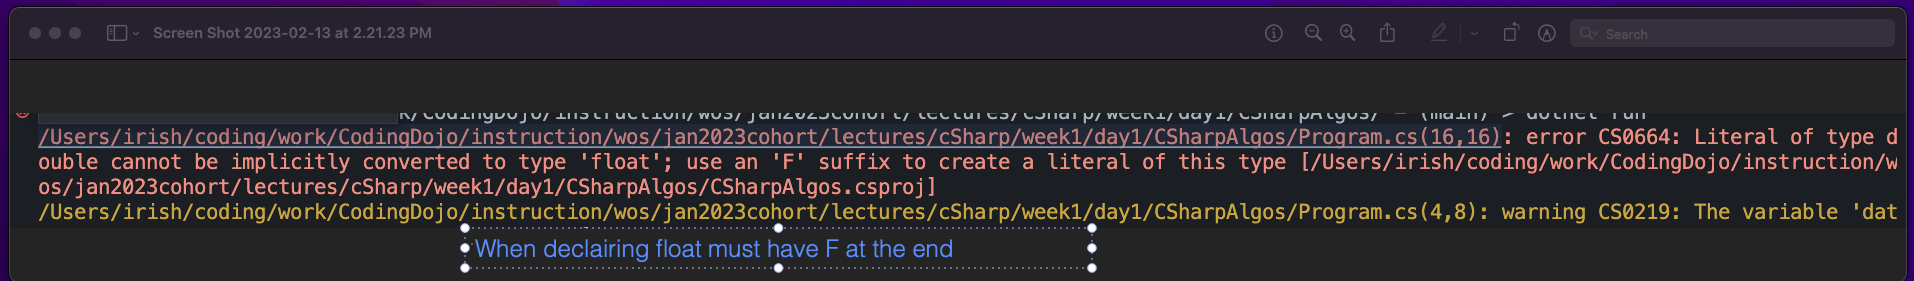 Screen Shot 2023-02-13 at 2.21.23 PM
Search
k/CodingDojo/instruction/wos/jan2023cohort/lectures/cSharp/week1/day1/CSharpAlgos/ – (main) > dotnet run
/Users/irish/coding/work/CodingDojo/instruction/wos/jan2023cohort/lectures/cSharp/week1/day1/CSharpAlgos/Program.cs(16,16): error CS0664: Literal of type d
ouble cannot be implicitly converted to type 'float'; use an 'F' suffix to create a literal of this type [/Users/irish/coding/work/CodingDojo/instruction/w
os/jan2023cohort/lectures/cSharp/week1/day1/CSharpAlgos/CSharpAlgos.csproj]
/Users/irish/coding/work/CodingDojo/instruction/wos/jan2023cohort/lectures/cSharp/week1/day1/CSharpAlgos/Program.cs(4,8): warning CS0219: The variable 'dat
When declairing float must have F at the end